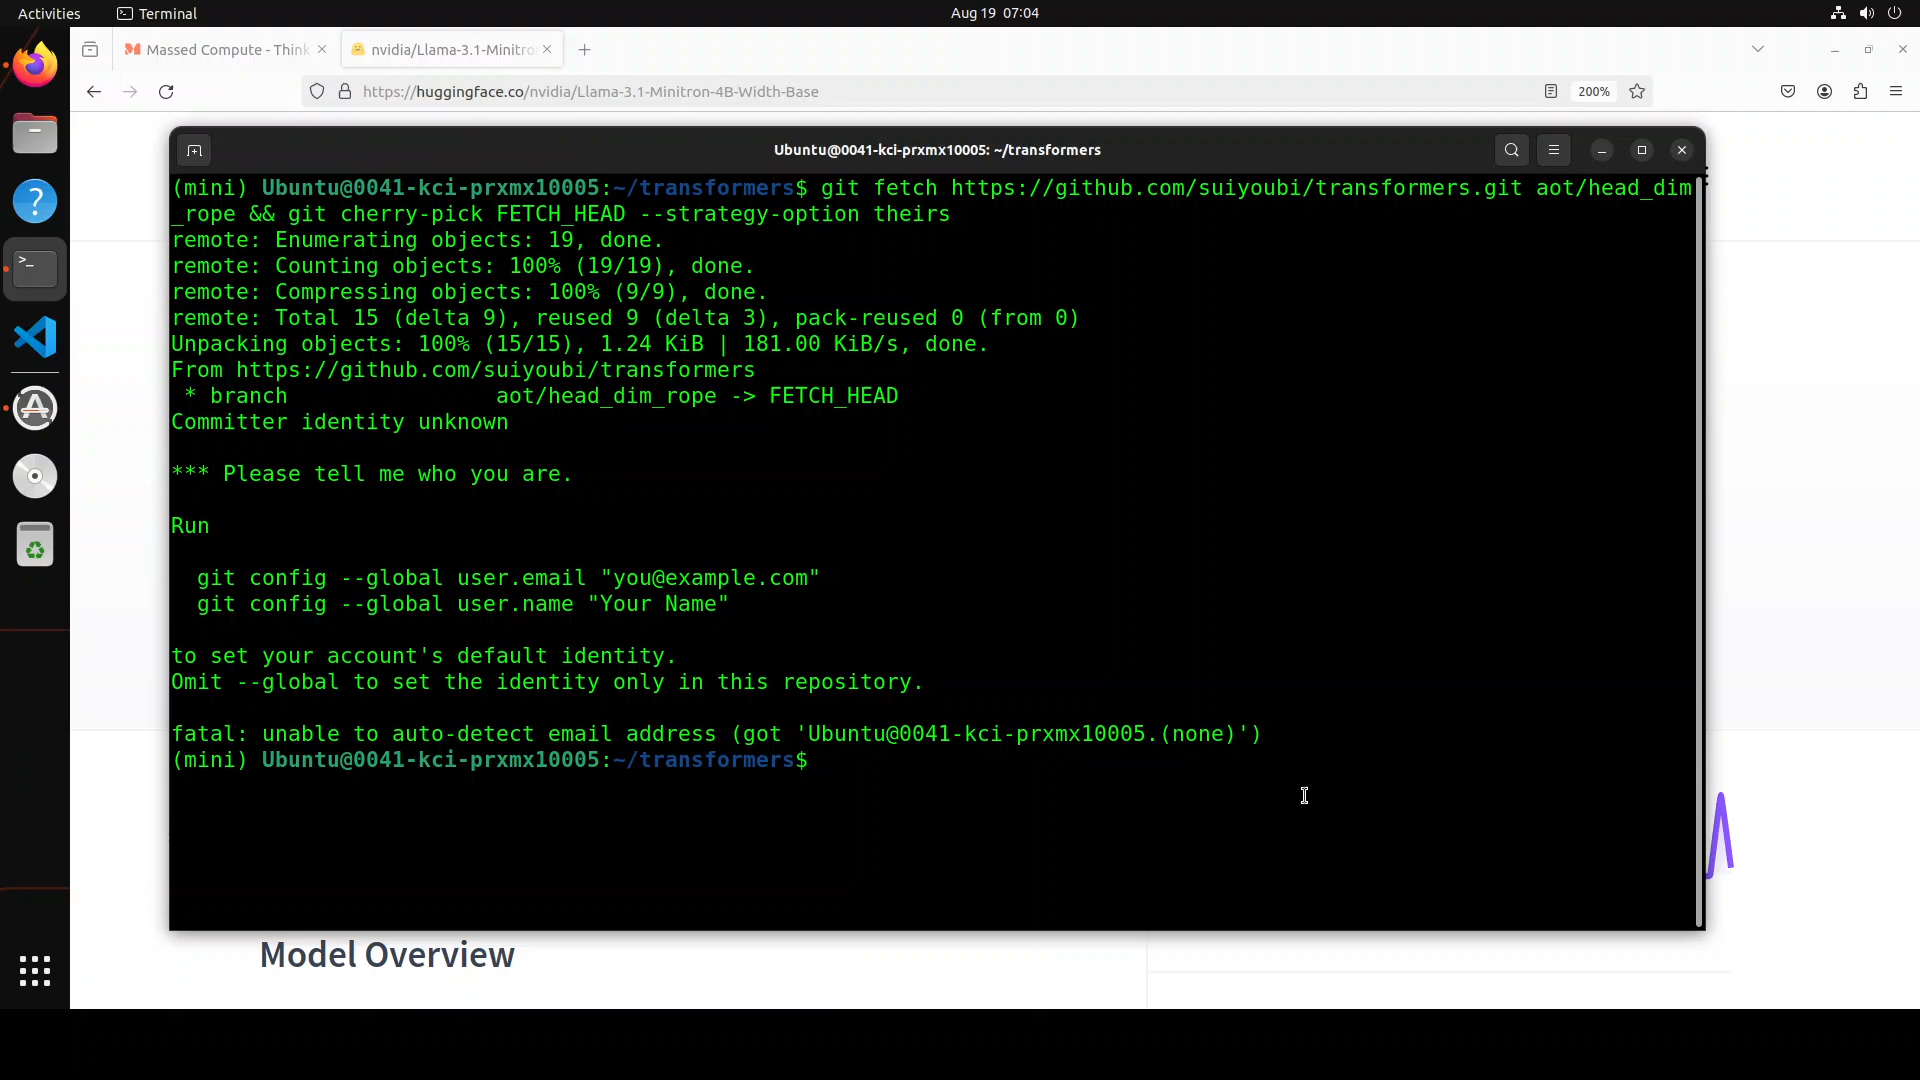 Activities
Terminal
Aug 19 07:04
Massed Compute - Think
nvidia/Llama-3.1-Minitro
https://huggingface.co/nvidia/Llama-3.1-Minitron-4B-Width-Base
200%
Ubuntu@0041-kci-prxmx10005: ~/transformers
(mini) Ubuntu@0041-kci-prxmx10005:~/transformers$ git fetch https://github.com/suiyoubi/transformers.git aot/head_dim
_rope && git cherry-pick FETCH_HEAD --strategy-option theirs
remote: Enumerating objects: 19, done.
remote: Counting objects: 100% (19/19), done.
remote: Compressing objects: 100% (9/9), done.
remote: Total 15 (delta 9), reused 9 (delta 3), pack-reused 0 (from 0)
Unpacking objects: 100% (15/15), 1.24 KiB | 181.00 KiB/s, done.
From https://github.com/suiyoubi/transformers
 * branch                aot/head_dim_rope -> FETCH_HEAD
Committer identity unknown
*** Please tell me who you are.
Run
  git config --global user.email "you@example.com"
  git config --global user.name "Your Name"
to set your account's default identity.
Omit --global to set the identity only in this repository.
fatal: unable to auto-detect email address (got 'Ubuntu@0041-kci-prxmx10005.(none)')
(mini) Ubuntu@0041-kci-prxmx10005:~/transformers$
Model Overview